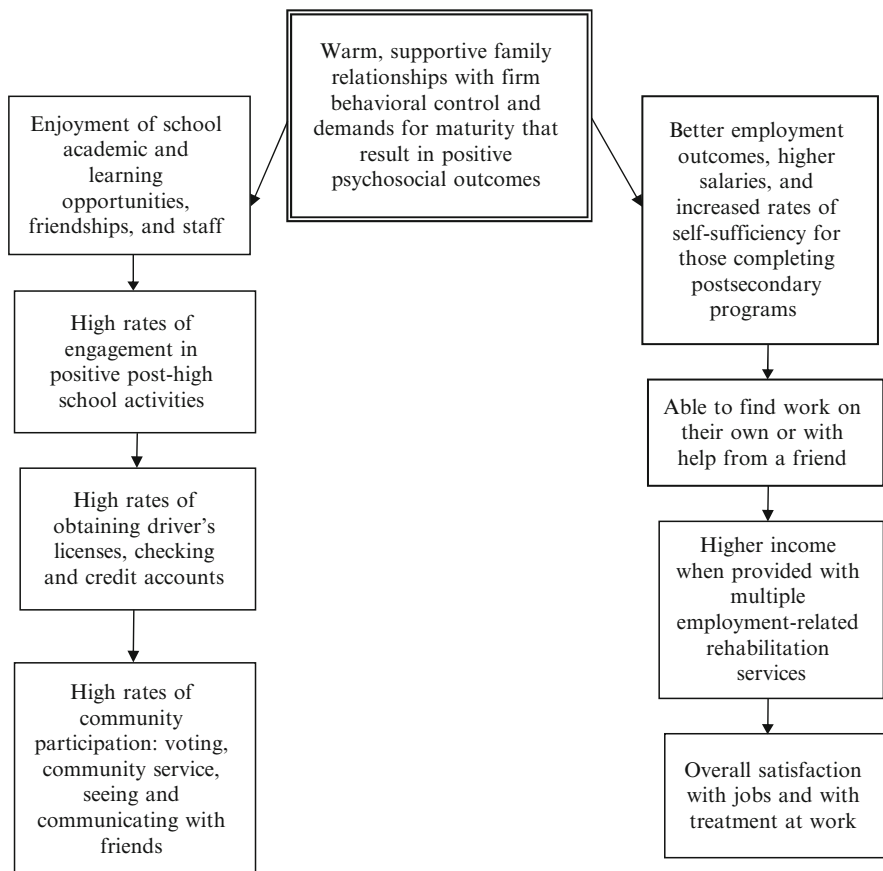 Warm, supportive family
relationships with firm
behavioral control and
demands for maturity that
result in positive
psychosocial outcomes
Enjoyment of school
academic and
learning
opportunities,
friendships, and staff
High rates of
engagement in
positive post-high
school activities
High rates of
obtaining driver's
licenses, checking
and credit accounts
High rates of
community
participation: voting,
community service,
seeing and
communicating with
friends
Better employment
outcomes, higher
salaries, and
increased rates of
self-sufficiency for
those completing
postsecondary
programs
Able to find work on
their own or with
help from a friend
Higher income
when provided with
multiple
employment-related
rehabilitation
services
Overall satisfaction
with jobs and with
treatment at work